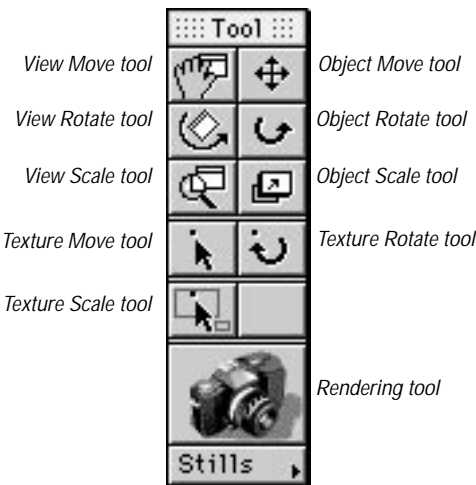 Tool
View Move tool
Object Move tool
View Rotate tool
Object Rotate tool
View Scale tool
Object Scale tool
Texture Move tool
Texture Rotate tool
Texture Scale tool
Rendering tool
Stills